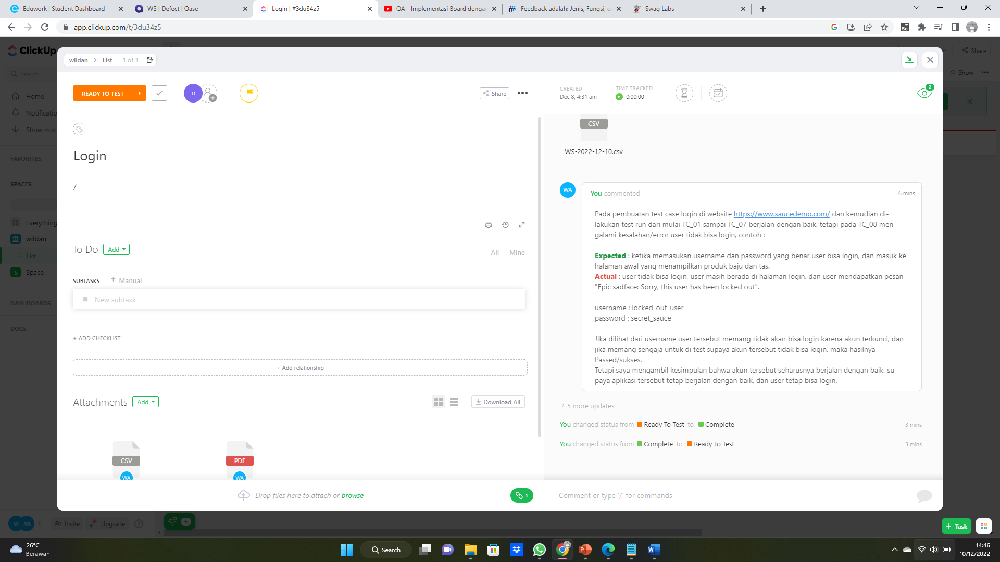 Eduwork | Student Dashboard
WS | Defect | Qase
Login | #3du34z5
QA - Implementasi Board dengan
Feedback adalah: Jenis, Fungsi, d
Swag Labs
app.clickup.com/t/3du34z5
ClickUp
Share
Search
Show
Home
Notificatio
Show more
FAVORITES
SPACES
Everything
wildan
List
Space
DASHBOARDS
DOCS
wildan > List 1 of 1
READY TO TEST
D
Share
CREATED
Dec 8, 4:31 am
TIME TRACKED
0:00:00
2
Login
/
To Do
Add
All
Mine
SUBTASKS
Manual
New subtask
+ ADD CHECKLIST
+ Add relationship
Attachments
Add
Download All
CSV
WA
PDF
WA
Drop files here to attach or browse
1
CSV
WS-2022-12-10.csv
WA
You commented
6 mins
Pada pembuatan test case login di website https://www.saucedemo.com/ dan kemudian di-
lakukan test run dari mulai TC_01 sampai TC_07 berjalan dengan baik, tetapi pada TC_08 men-
galami kesalahan/error user tidak bisa login, contoh :
Expected : ketika memasukan username dan password yang benar user bisa login, dan masuk ke
halaman awal yang menampilkan produk baju dan tas.
Actual : user tidak bisa login, user masih berada di halaman login, dan user mendapatkan pesan
"Epic sadface: Sorry, this user has been locked out".
username : locked_out_user
password : secret_sauce
Jika dilihat dari username user tersebut memang tidak akan bisa login karena akun terkunci, dan
jika memang sengaja untuk di test supaya akun tersebut tidak bisa login, maka hasilnya
Passed/sukses.
Tetapi saya mengambil kesimpulan bahwa akun tersebut seharusnya berjalan dengan baik, su-
paya aplikasi tersebut tetap berjalan dengan baik, dan user tetap bisa login.
> 5 more updates
You changed status from Ready To Test to Complete
3 mins
You changed status from Complete to Ready To Test
3 mins
Comment or type '/' for commands
W
WA
Invite
Upgrade
?
6
+ Task
26°C
Berawan
Search
14:46
10/12/2022